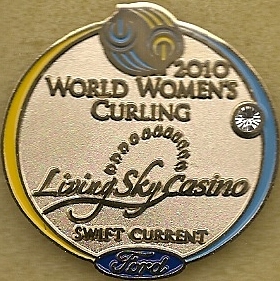 2010
WORLD WOMEN'S
CURLING
Living Sky Casino
SWIFT CURRENT
Ford